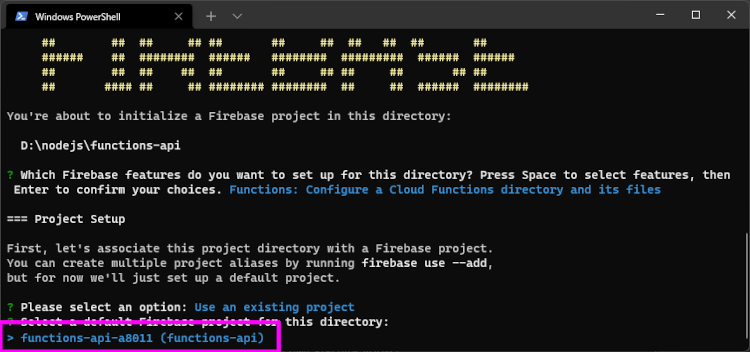 Windows PowerShell
You're about to initialize a Firebase project in this directory:
D:\nodejs\functions-api
? Which Firebase features do you want to set up for this directory? Press Space to select features, then
Enter to confirm your choices. Functions: Configure a Cloud Functions directory and its files
=== Project Setup
First, let's associate this project directory with a Firebase project.
You can create multiple project aliases by running firebase use --add,
but for now we'll just set up a default project.
? Please select an option: Use an existing project
? Select a default Firebase project for this directory:
> functions-api-a8011 (functions-api)